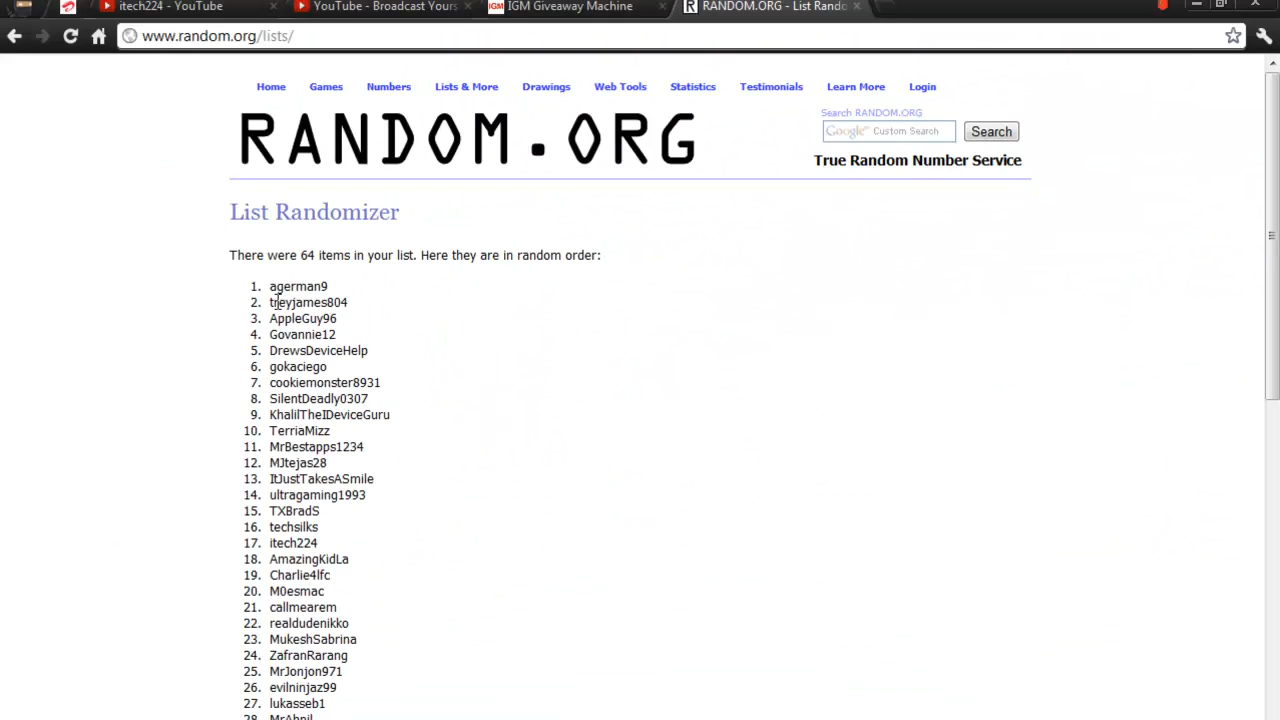 itech224 - YouTube
YouTube - Broadcast Yours
IGM Giveaway Machine
RANDOM.ORG - List Rando
www.random.org/lists/
Home Games Numbers Lists & More Drawings Web Tools Statistics Testimonials Learn More Login
RANDOM.ORG
Search RANDOM.ORG
Google Custom Search
Search
True Random Number Service
List Randomizer
There were 64 items in your list. Here they are in random order:
1. agerman9
2. treyjames804
3. AppleGuy96
4. Govannie12
5. DrewsDeviceHelp
6. gokaciego
7. cookiemonster8931
8. SilentDeadly0307
9. KhalilTheIDeviceGuru
10. TerriaMizz
11. MrBestapps1234
12. MJtejas28
13. ItJustTakesASmile
14. ultragaming1993
15. TXBradS
16. techsilks
17. itech224
18. AmazingKidLa
19. Charlie4lfc
20. M0esmac
21. callmearem
22. realdudenikko
23. MukeshSabrina
24. ZafranRarang
25. MrJonjon971
26. evilninjaz99
27. lukasseb1
28.